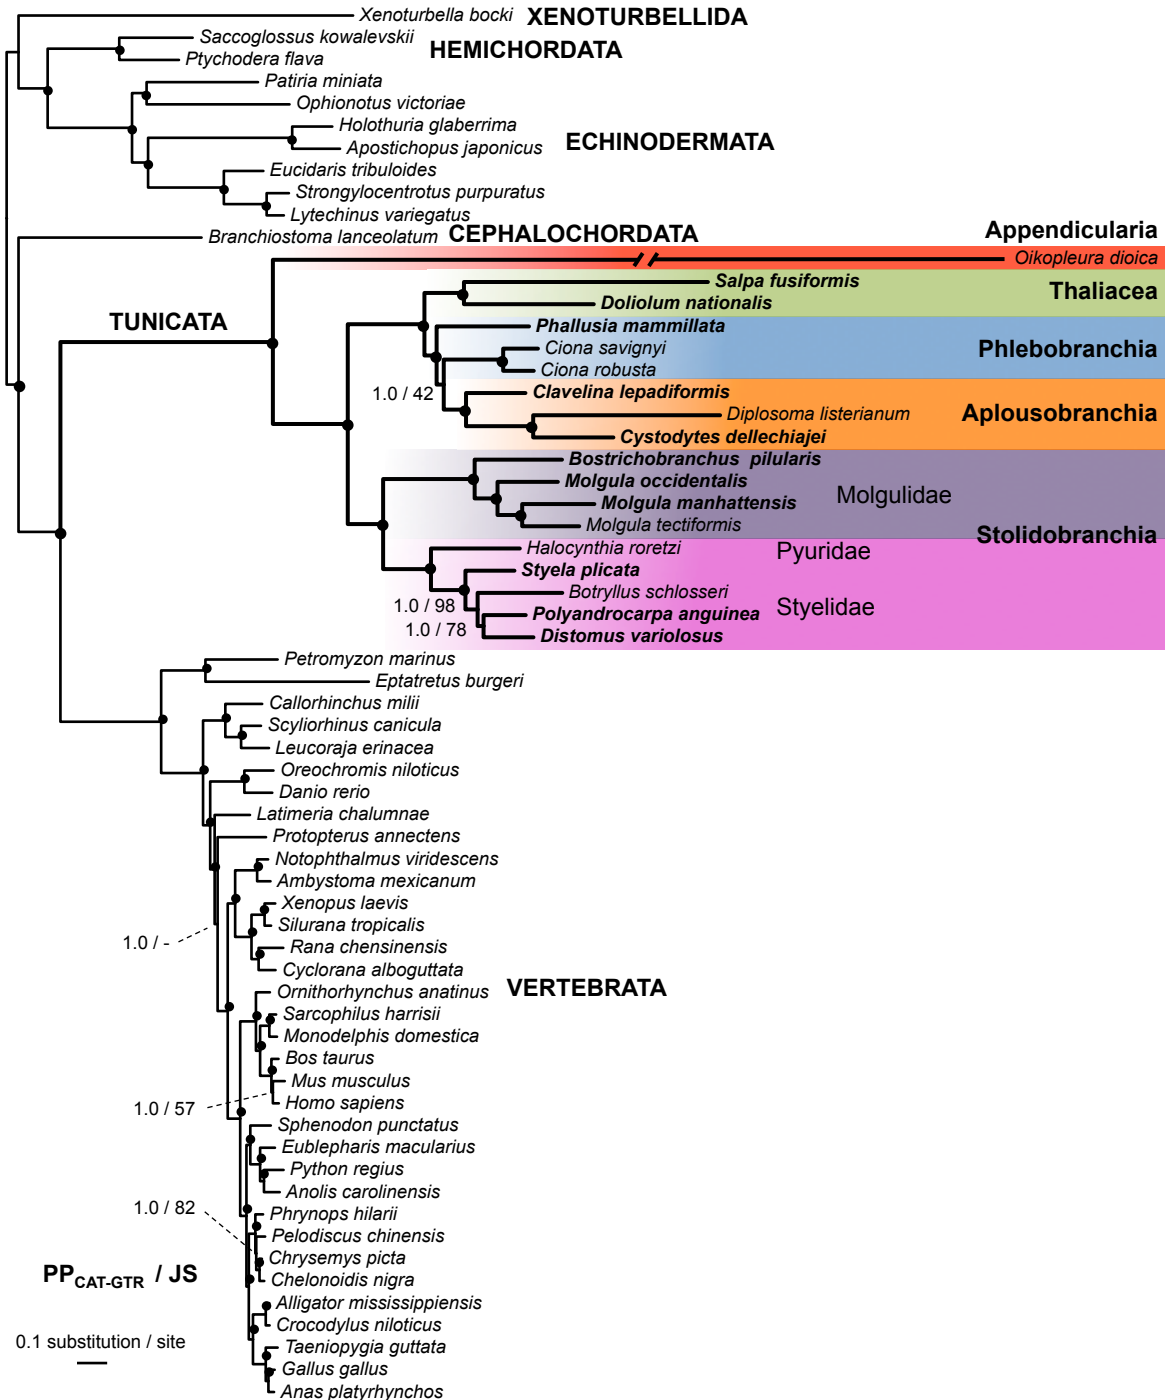 Xenoturbella bocki XENOTURBELLIDA
Saccoglossus kowalevskii
HEMICHORDATA
Ptychodera flava
Patiria miniata
Ophionotus victoriae
Holothuria glaberrima
ECHINODERMATA
Apostichopus japonicus
Eucidaris tribuloides
Strongylocentrotus purpuratus
Lytechinus variegatus
Branchiostoma lanceolatum CEPHALOCHORDATA
Appendicularia
Oikopleura dioica
Salpa fusiformis
Thaliacea
Doliolum nationalis
TUNICATA
Phallusia mammillata
Ciona savignyi
Phlebobranchia
Ciona robusta
1.0 / 42
Clavelina lepadiformis
Diplosoma listerianum
Aplousobranchia
Cystodytes dellechiajei
Bostrichobranchus pilularis
Molgula occidentalis
Molgulidae
Molgula manhattensis
Molgula tectiformis
Stolidobranchia
Halocynthia roretzi
Pyuridae
Styela plicata
Botryllus schlosseri
1.0 / 98
Styelidae
Polyandrocarpa anguinea
1.0 / 78
Distomus variolosus
Petromyzon marinus
Eptatretus burgeri
Callorhinchus milii
Scyliorhinus canicula
Leucoraja erinacea
Oreochromis niloticus
Danio rerio
Latimeria chalumnae
Protopterus annectens
Notophthalmus viridescens
Ambystoma mexicanum
Xenopus laevis
Silurana tropicalis
1.0 / -
Rana chensinensis
Cyclorana alboguttata
Ornithorhynchus anatinus VERTEBRATA
Sarcophilus harrisii
Monodelphis domestica
Bos taurus
Mus musculus
1.0 / 57
Homo sapiens
Sphenodon punctatus
Eublepharis macularius
Python regius
Anolis carolinensis
1.0 / 82
Phrynops hilarii
Pelodiscus chinensis
Chrysemys picta
PP CAT-GTR / JS
Chelonoidis nigra
Alligator mississippiensis
Crocodylus niloticus
0.1 substitution / site
Taeniopygia guttata
Gallus gallus
Anas platyrhynchos